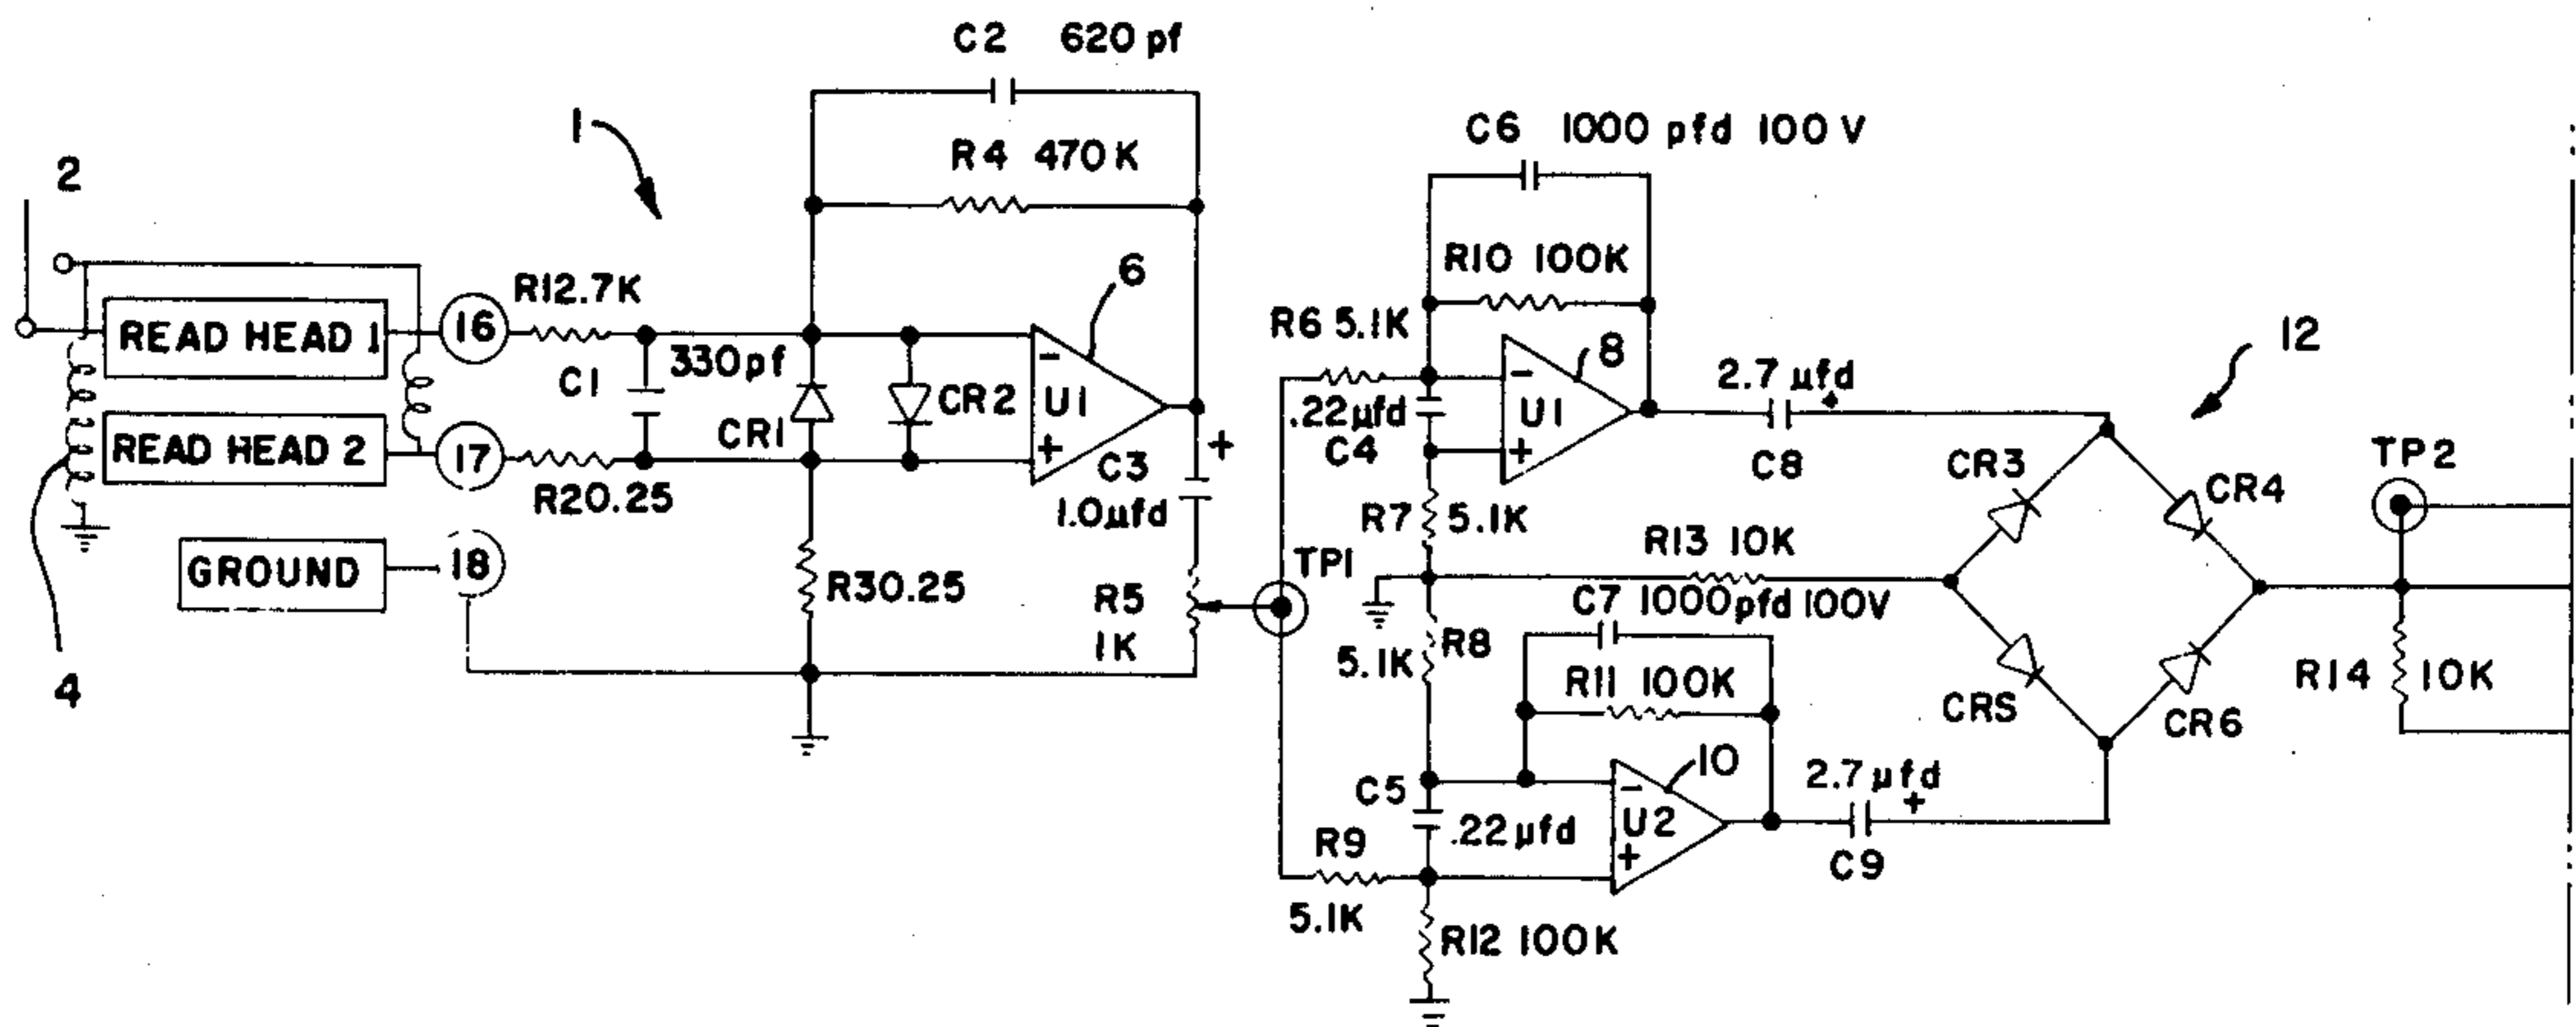 C2 620 pf
1
R4 470K
C6 1000 pfd 100 V
2
R10 100K
6
READ HEAD 1
16
R12.7K
330pf
C1
CR1
CR2
-
U1
+
R6 5.1K
-
8
U1
+
.22µfd
C4
2.7 µfd
+
C8
12
CR3
CR4
TP2
READ HEAD 2
17
R20.25
C3
+
1.0µfd
R7 5.1K
R13 10K
TP1
GROUND
18
R30.25
R5
1K
C7 1000pfd 100V
R8
5.1K
R11 100K
CRS
CR6
R14 10K
4
C5
.22µfd
-
10
U2
+
2.7µfd
+
C9
R9
5.1K
R12 100K